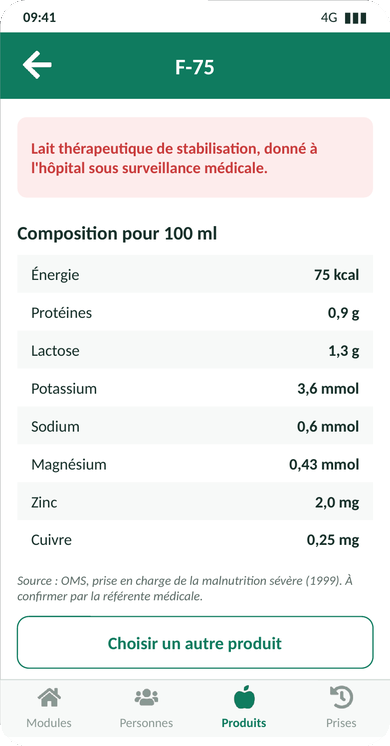 09:41
4G
F-75
Lait thérapeutique de stabilisation, donné à
l'hôpital sous surveillance médicale.
Composition pour 100 ml
Énergie 75 kcal
Protéines 0,9 g
Lactose 1,3 g
Potassium 3,6 mmol
Sodium 0,6 mmol
Magnésium 0,43 mmol
Zinc 2,0 mg
Cuivre 0,25 mg
Source : OMS, prise en charge de la malnutrition sévère (1999). À
confirmer par la référente médicale.
Choisir un autre produit
Modules Personnes Produits Prises